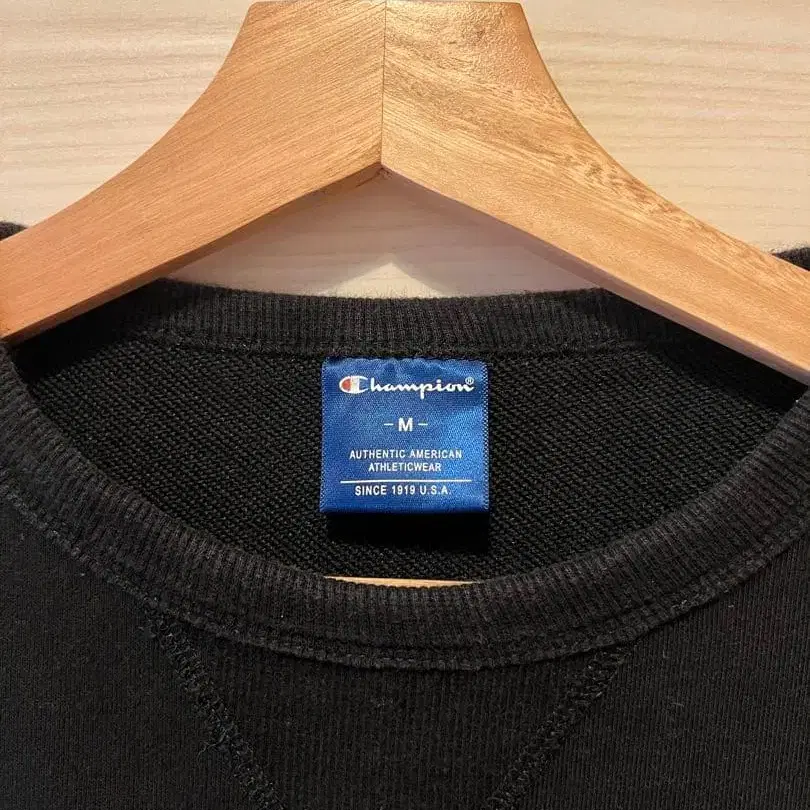 Champion®
- M -
AUTHENTIC AMERICAN
ATHLETICWEAR
SINCE 1919 U.S.A.